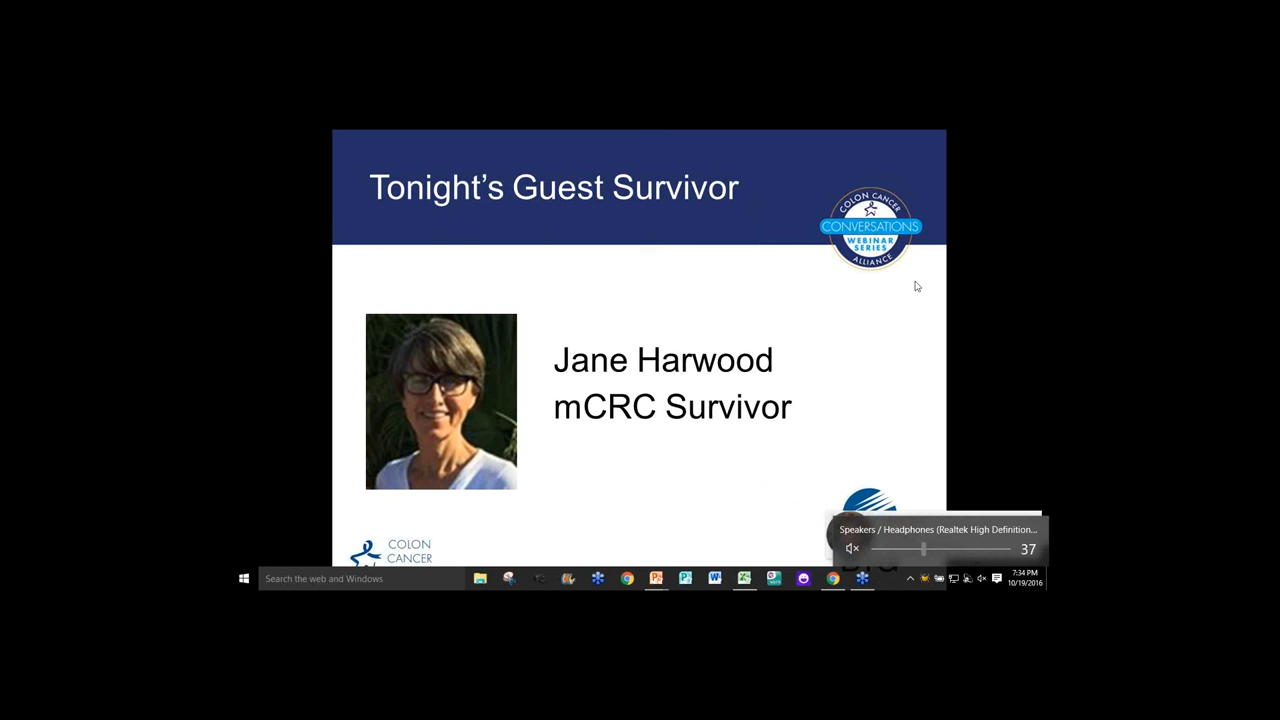 Tonight's Guest Survivor
COLON CANCER
CONVERSATIONS
WEBINAR
SERIES
ALLIANCE
Jane Harwood
mCRC Survivor
COLON
CANCER
Speakers / Headphones (Realtek High Definition...
37
Search the web and Windows
7:34 PM
10/19/2016